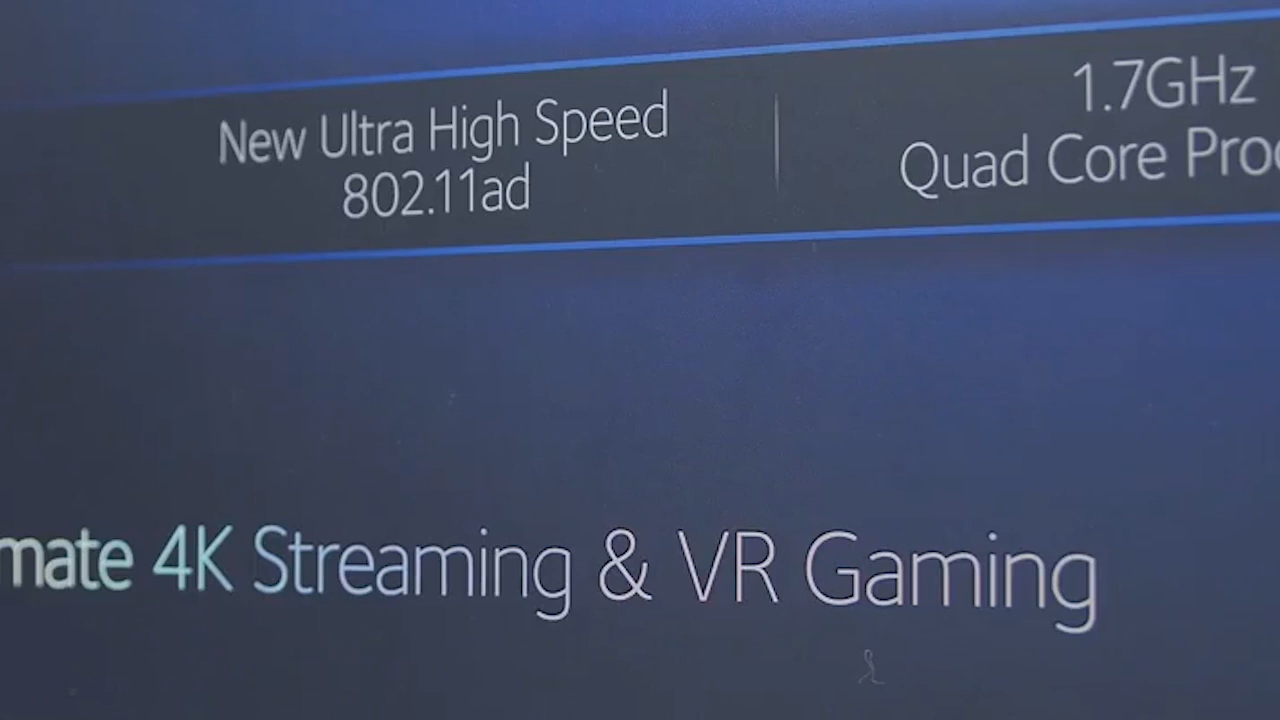 New Ultra High Speed
802.11ad
1.7GHz
Quad Core
4K Streaming & VR Gaming